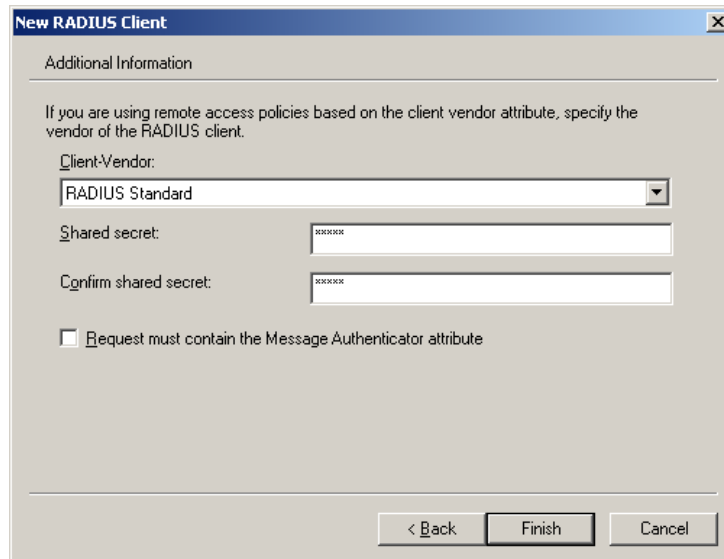 New RADIUS Client
Additional Information
If you are using remote access policies based on the client vendor attribute, specify the
vendor of the RADIUS client.
Client-Vendor:
RADIUS Standard
Shared secret:
*****
Confirm shared secret:
*****
Request must contain the Message Authenticator attribute
< Back
Finish
Cancel